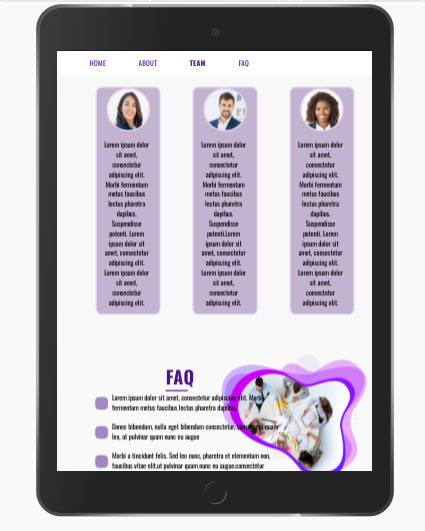 HOME ABOUT TEAM FAQ
Lorem ipsum dolor
sit amet,
consectetur
adipiscing elit.
Morbi fermentum
metus faucibus
lectus pharetra
dapibus.
Suspendisse
potenti. Lorem
ipsum dolor sit
amet, consectetur
adipiscing elit.
Lorem ipsum dolor
sit amet,
consectetur
adipiscing elit.
Lorem ipsum dolor
sit amet,
consectetur
adipiscing elit.
Morbi fermentum
metus faucibus
lectus pharetra
dapibus.
Suspendisse
potenti.Lorem
ipsum dolor sit
amet, consectetur
adipiscing elit.
Lorem ipsum dolor
sit amet,
consectetur
adipiscing elit.
Lorem ipsum dolor
sit amet,
consectetur
adipiscing elit.
Morbi fermentum
metus faucibus
lectus pharetra
dapibus.
Suspendisse
potenti. Lorem
ipsum dolor sit
amet, consectetur
adipiscing elit.
Lorem ipsum dolor
sit amet,
consectetur
adipiscing elit.
FAQ
Lorem ipsum dolor sit amet, consectetur adipiscing elit. Morbi
fermentum metus faucibus lectus pharetra dapibus.
Donec bibendum, nulla eget bibendum consectetur,
leo, ut pulvinar quam nunc eu augue
Morbi a tincidunt felis. Sed leo nunc, pharetra et elementum non,
faucibus vitae elit.ut pulvinar quam nunc eu augue.consectetur